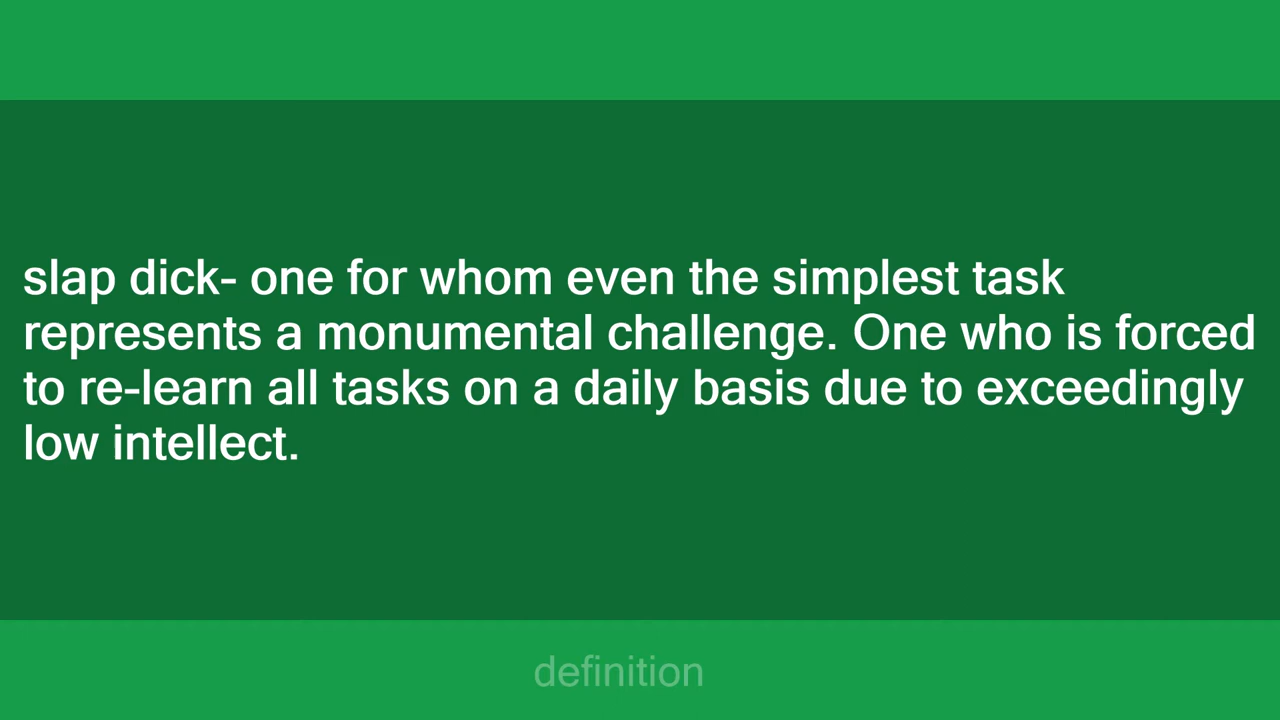 slap dick- one for whom even the simplest task
represents a monumental challenge. One who is forced
to re-learn all tasks on a daily basis due to exceedingly
low intellect.
definition